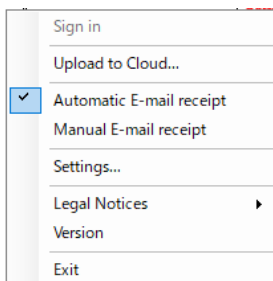 Sign in
Upload to Cloud...
Automatic E-mail receipt
Manual E-mail receipt
Settings...
Legal Notices
Version
Exit